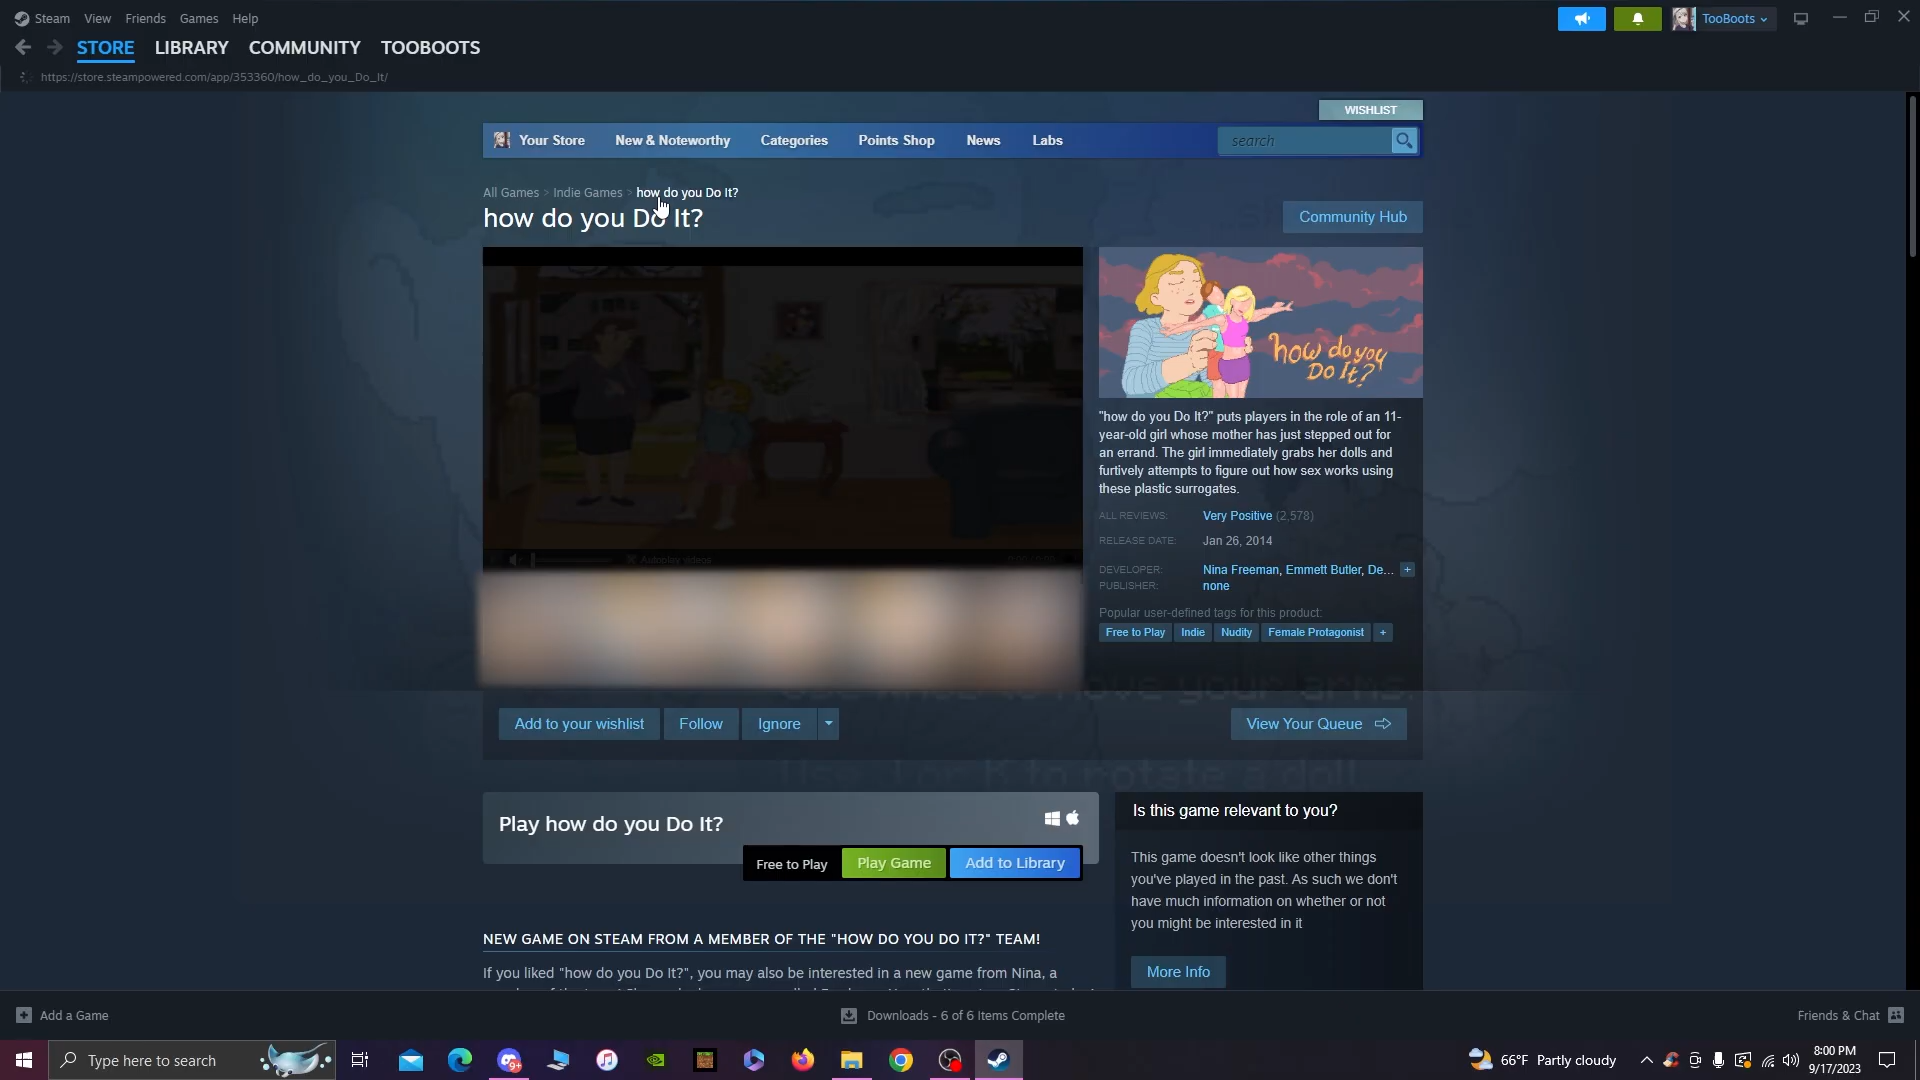 Steam View Friends Games Help TooBoots
STORE LIBRARY COMMUNITY TOOBOOTS
https://store.steampowered.com/app/353360/how_do_you_Do_It/
WISHLIST
Your Store New & Noteworthy Categories Points Shop News Labs search
All Games > Indie Games > how do you Do It?
how do you Do It?
Community Hub
how do you
Do It?
"how do you Do It?" puts players in the role of an 11-
year-old girl whose mother has just stepped out for
an errand. The girl immediately grabs her dolls and
furtively attempts to figure out how sex works using
these plastic surrogates.
ALL REVIEWS: Very Positive (2,578)
RELEASE DATE: Jan 26, 2014
DEVELOPER: Nina Freeman, Emmett Butler, De... +
PUBLISHER: none
Autoplay videos
Popular user-defined tags for this product:
Free to Play Indie Nudity Female Protagonist +
move your arms.
Add to your wishlist Follow Ignore View Your Queue
Use J or K to rotate a doll
Play how do you Do It?
Free to Play Play Game Add to Library
Is this game relevant to you?
This game doesn't look like other things
you've played in the past. As such we don't
have much information on whether or not
you might be interested in it
More Info
NEW GAME ON STEAM FROM A MEMBER OF THE "HOW DO YOU DO IT?" TEAM!
If you liked "how do you Do It?", you may also be interested in a new game from Nina, a
Add a Game Downloads - 6 of 6 Items Complete Friends & Chat
Type here to search 9+ 66°F Partly cloudy 8:00 PM
9/17/2023